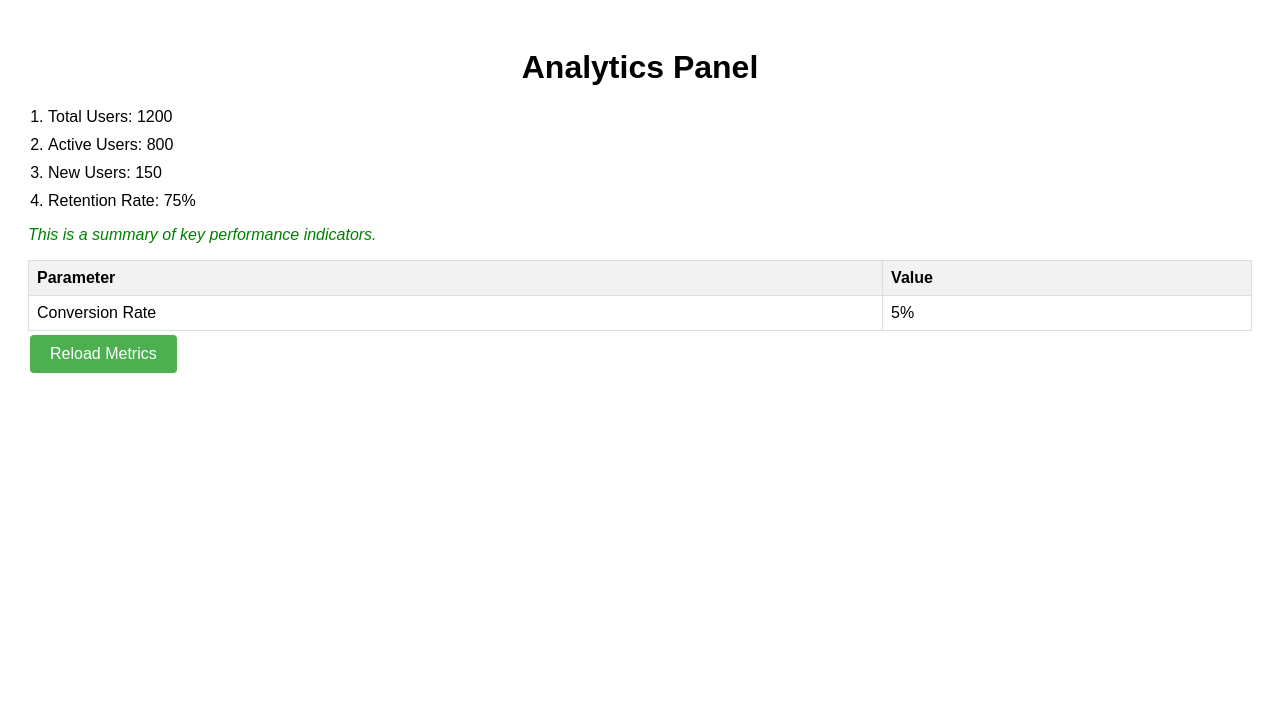 Analytics Panel
1. Total Users: 1200
2. Active Users: 800
3. New Users: 150
4. Retention Rate: 75%
This is a summary of key performance indicators.
Parameter Value
Conversion Rate 5%
Reload Metrics